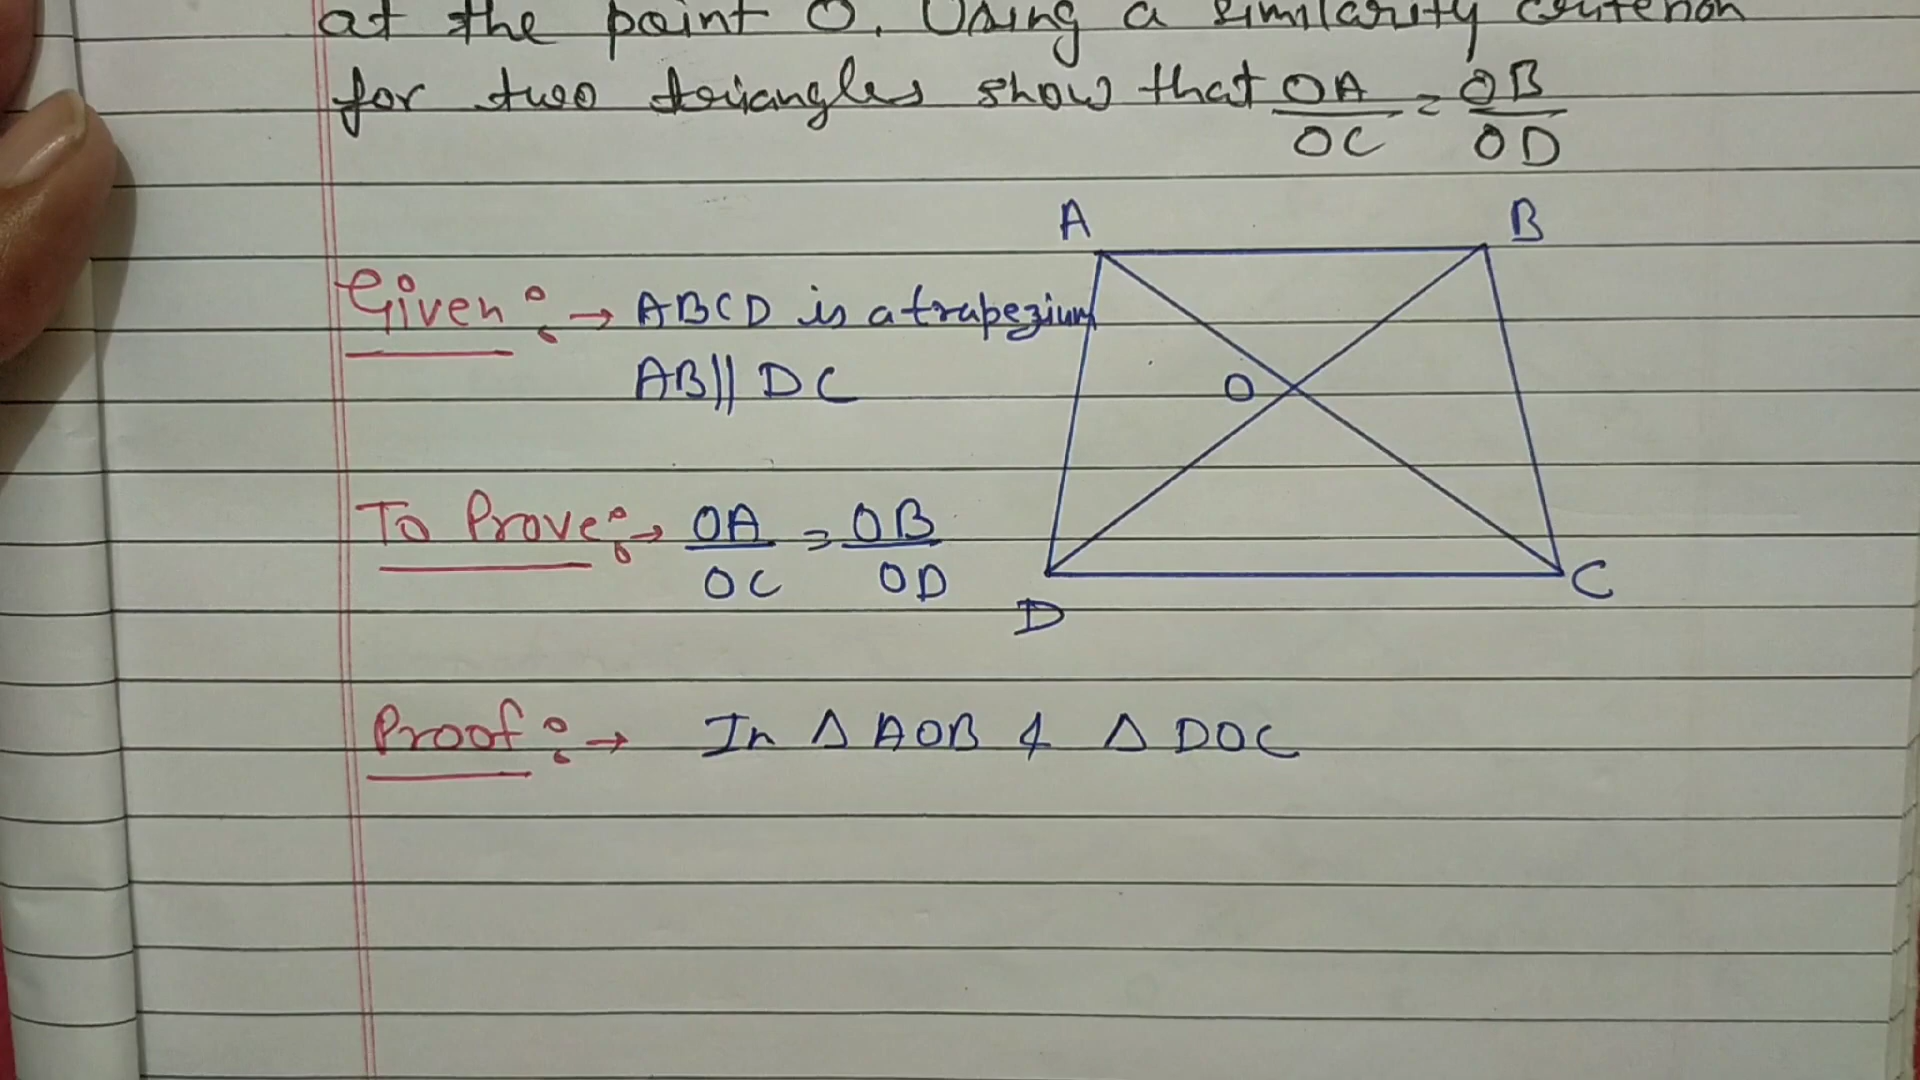 at the point O. Using a similarity criterion
for two triangles show that OA/OC = OB/OD
A
B
Given :→ ABCD is a trapezium
AB || DC
O
To Prove :→ OA/OC = OB/OD
C
D
Proof :→ In △ AOB & △ DOC